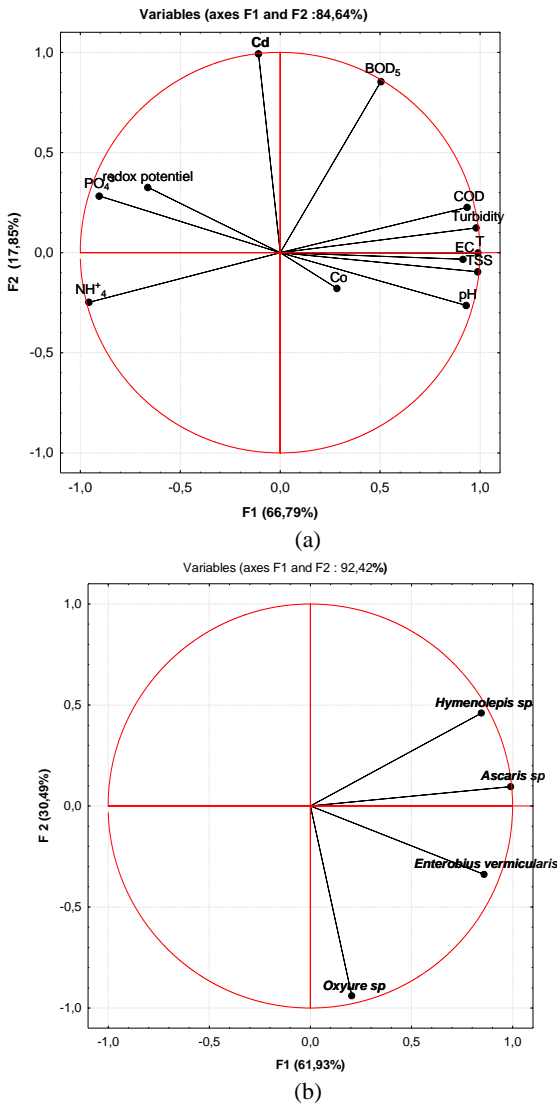 Variables (axes F1 and F2 :84,64%)
1,0
Cd
BOD5
0,5
redox potentiel
PO4
COD
Turbidity
0,0
T
EC
TSS
Co
NH+4
pH
-0,5
-1,0
F2 (17,85%)
-1,0 -0,5 0,0 0,5 1,0
F1 (66,79%)
(a)
Variables (axes F1 and F2 : 92,42%)
1,0
0,5
Hymenolepis sp
Ascaris sp
0,0
Enterobius vermicularis
-0,5
Oxyure sp
-1,0
F 2 (30,49%)
-1,0 -0,5 0,0 0,5 1,0
F1 (61,93%)
(b)